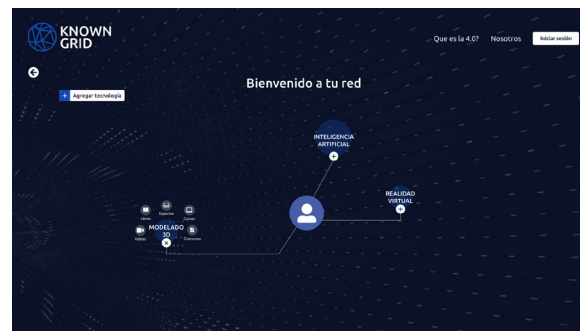 KNOWN
GRID
Que es la 4.0?
Nosotros
Iniciar sesión
Bienvenido a tu red
+ Agregar tecnología
INTELIGENCIA
ARTIFICIAL
REALIDAD
VIRTUAL
Libros
Expertos
Cursos
Videos
MODELADO
3D
Concursos